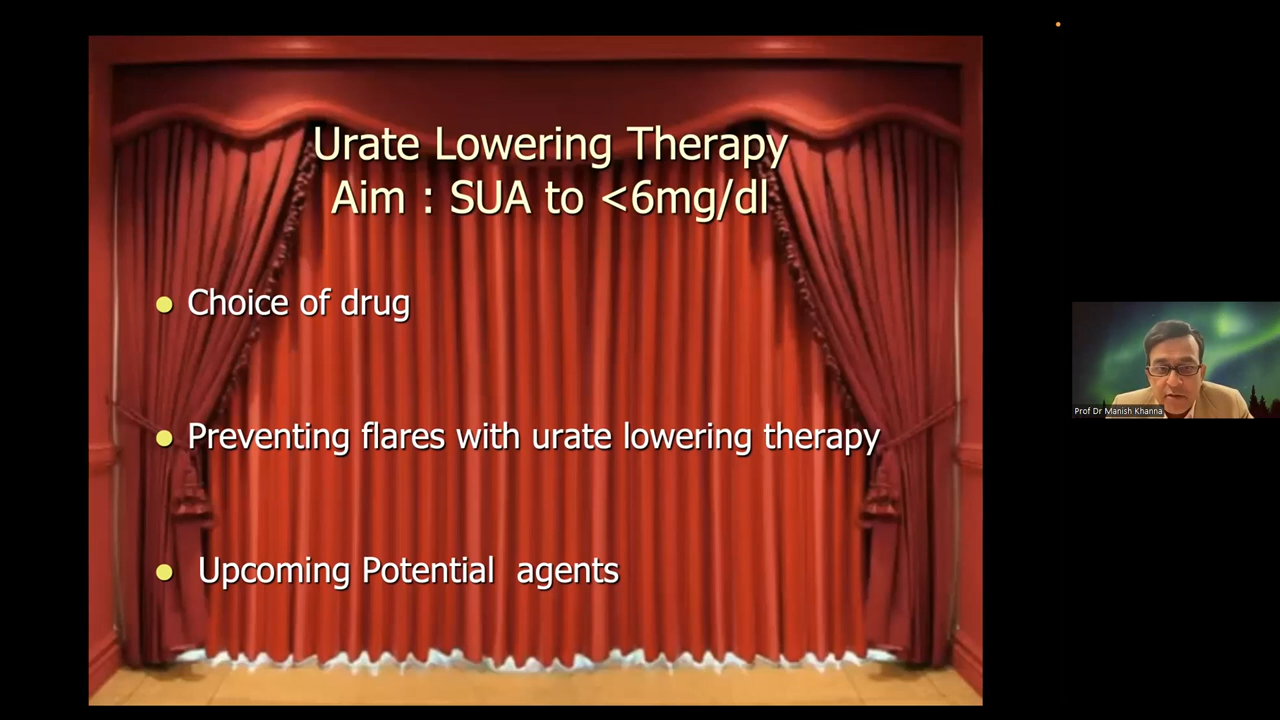 Urate Lowering Therapy
Aim : SUA to <6mg/dl
Choice of drug
Preventing flares with urate lowering therapy
Upcoming Potential agents
Prof Dr Manish Khanna